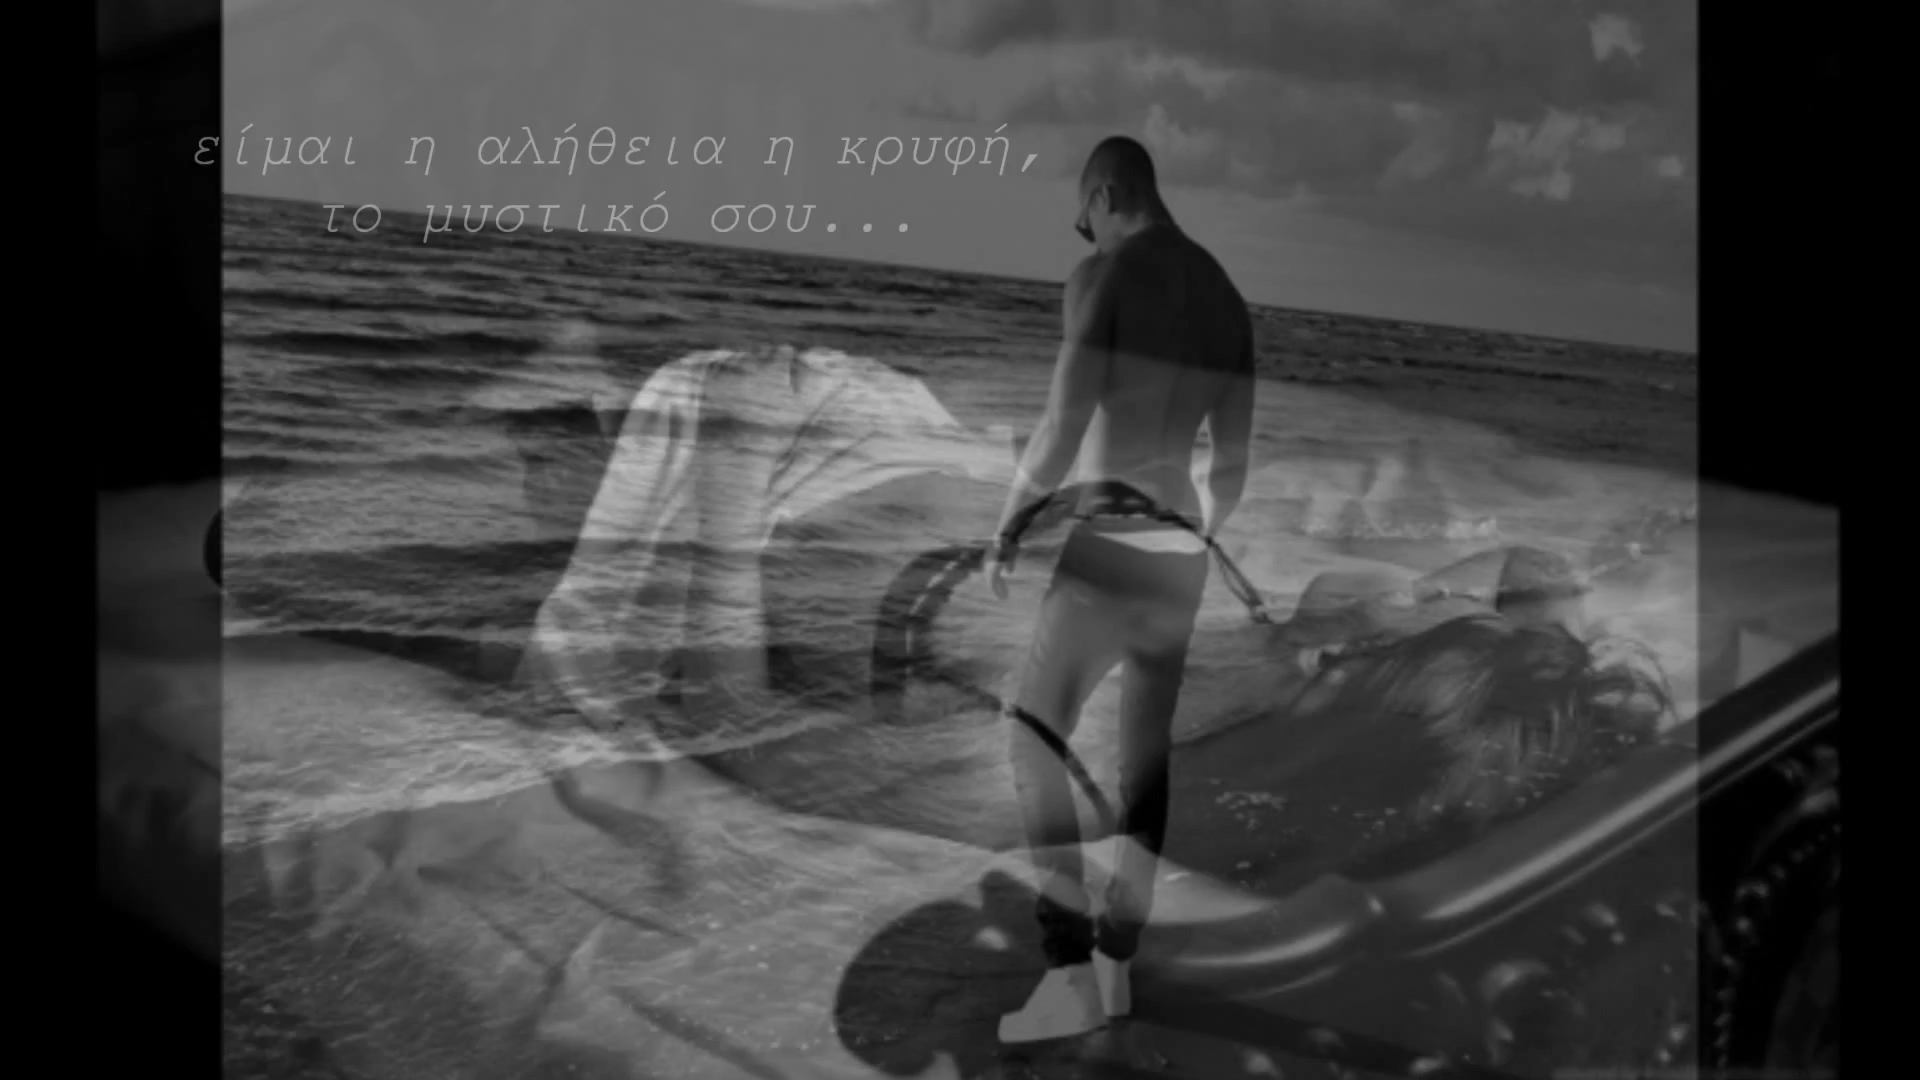 είμαι η αλήθεια η κρυφή,
το μυστικό σου...